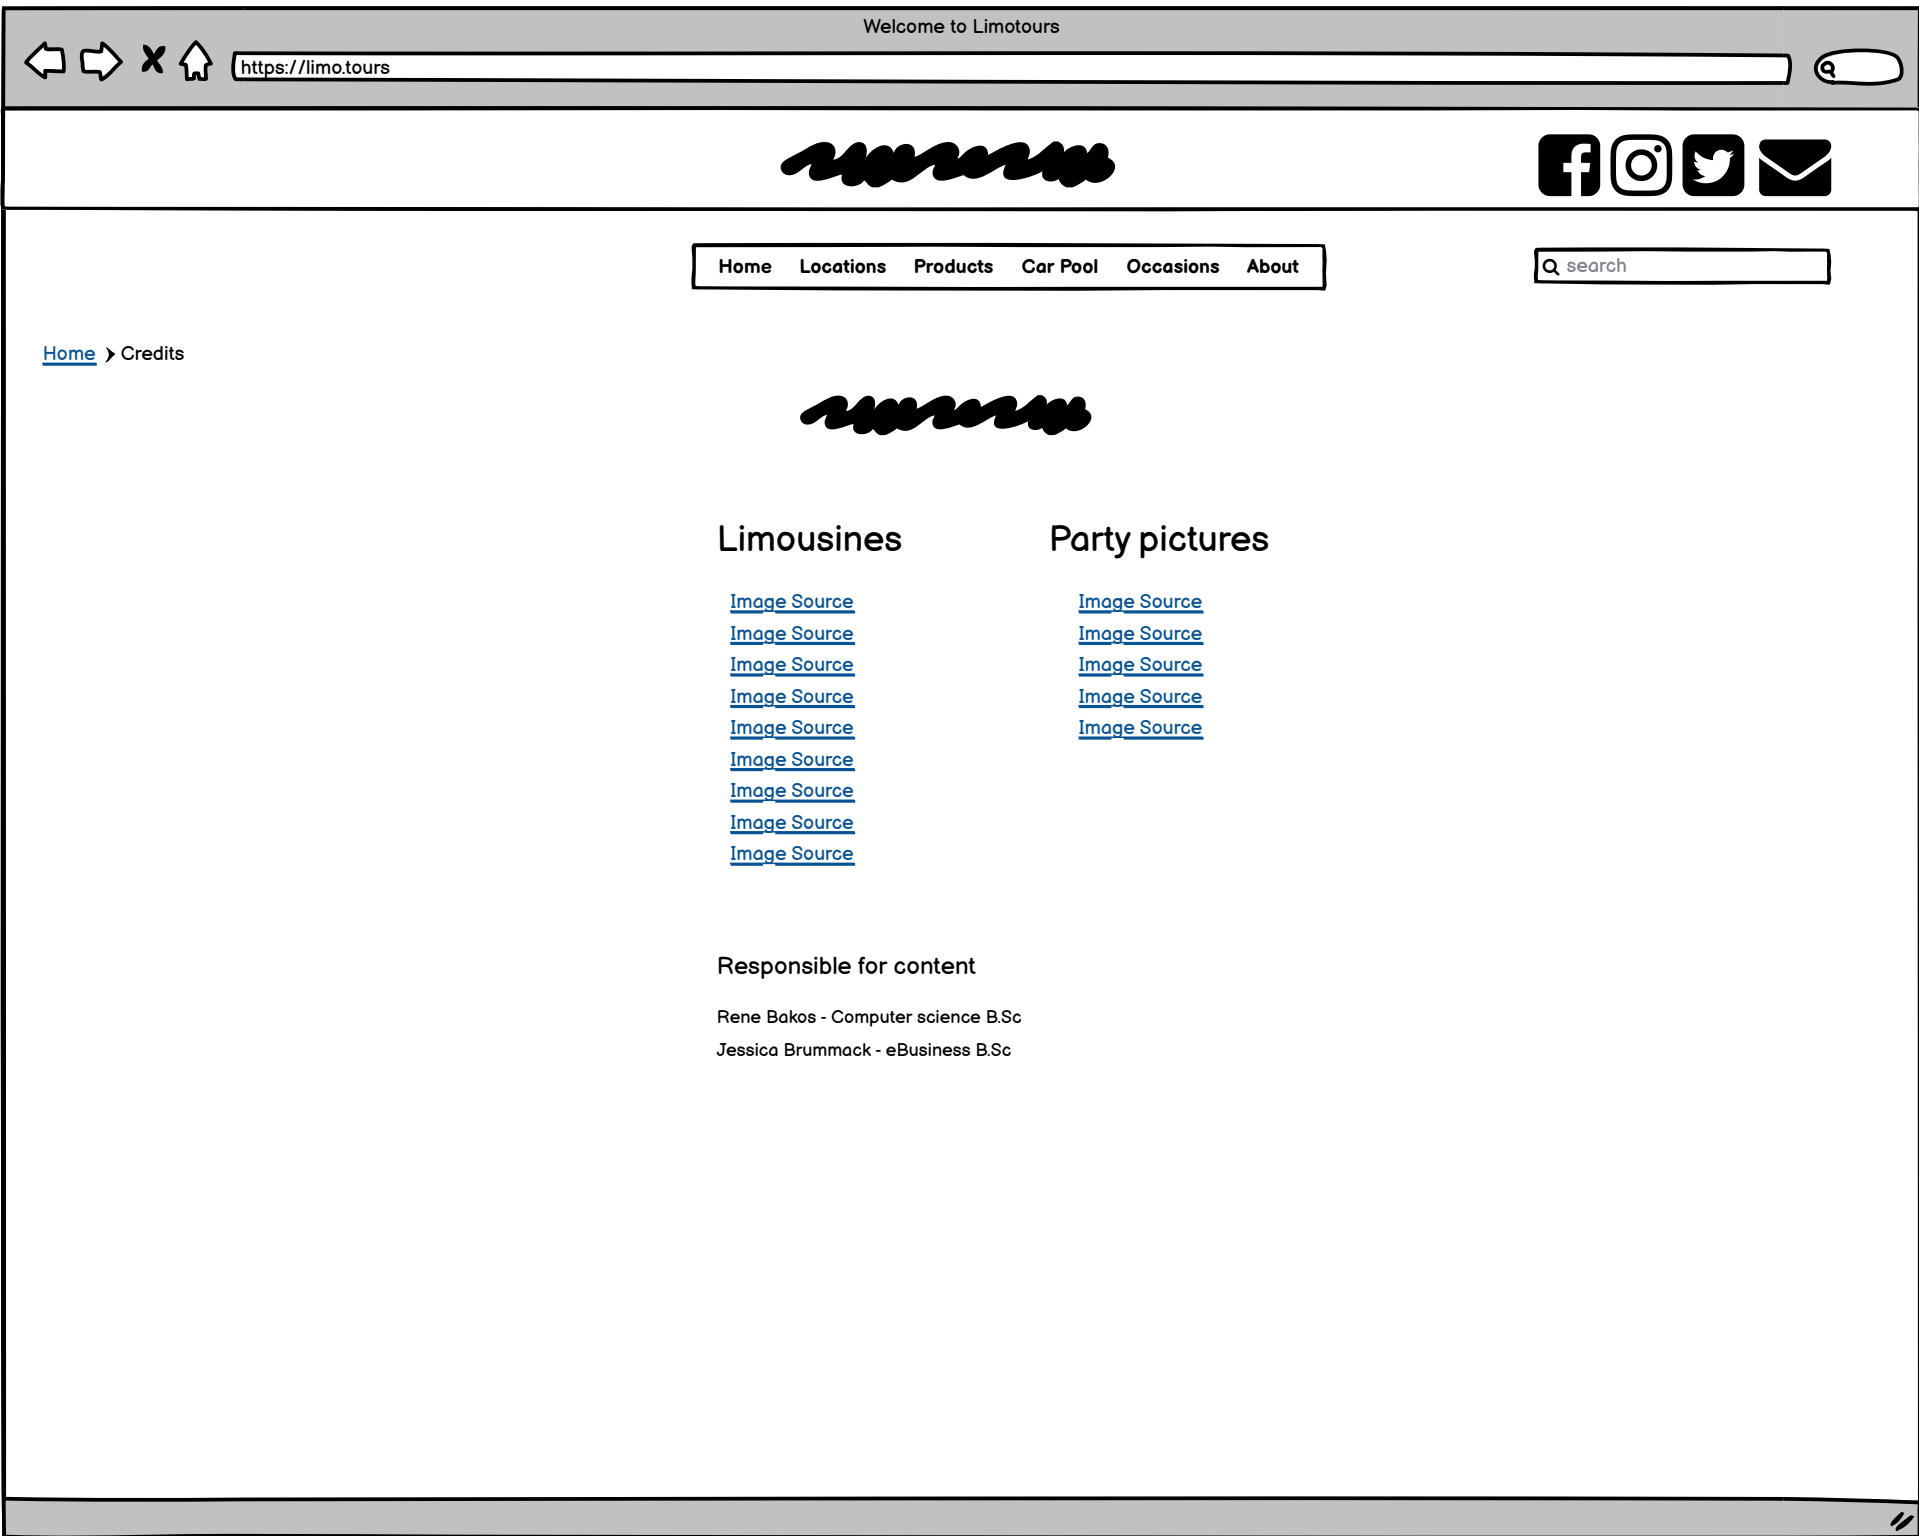 Welcome to Limotours
https://limo.tours
Home Locations Products Car Pool Occasions About
search
Home Credits
Limousines
Image Source
Image Source
Image Source
Image Source
Image Source
Image Source
Image Source
Image Source
Image Source
Party pictures
Image Source
Image Source
Image Source
Image Source
Image Source
Responsible for content
Rene Bakos - Computer science B.Sc
Jessica Brummack - eBusiness B.Sc